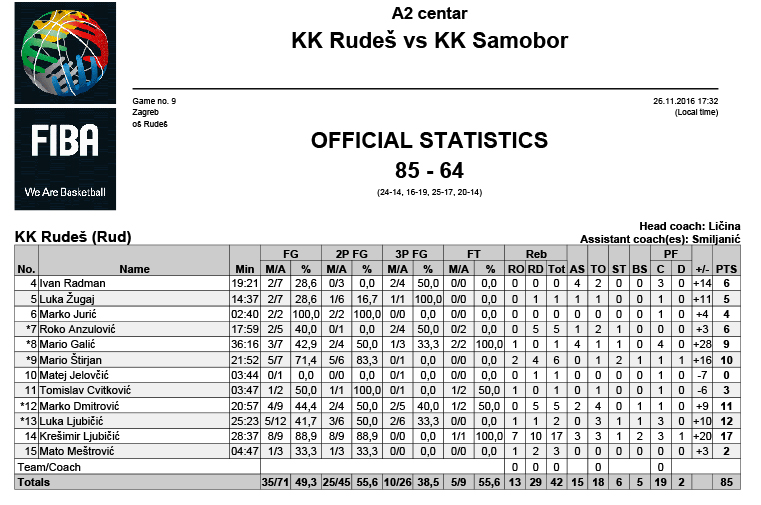 A2 centar
KK Rudeš vs KK Samobor
Game no. 9
Zagreb
oš Rudeš
26.11.2016 17:32
(Local time)
FIBA
We Are Basketball
OFFICIAL STATISTICS
85 - 64
(24-14, 16-19, 25-17, 20-14)
Head coach: Ličina
Assistant coach(es): Smiljanić
KK Rudeš (Rud)
FG 2P FG 3P FG FT Reb PF
No. Name Min M/A % M/A % M/A % M/A % RO RD Tot AS TO ST BS C D +/- PTS
4 Ivan Radman 19:21 2/7 28,6 0/3 0,0 2/4 50,0 0/0 0,0 0 0 0 4 2 0 0 3 0 +14 6
5 Luka Žugaj 14:37 2/7 28,6 1/6 16,7 1/1 100,0 0/0 0,0 0 1 1 1 0 0 0 1 0 +11 5
6 Marko Jurić 02:40 2/2 100,0 2/2 100,0 0/0 0,0 0/0 0,0 0 0 0 0 0 0 0 0 0 +4 4
*7 Roko Anzulović 17:59 2/5 40,0 0/1 0,0 2/4 50,0 0/2 0,0 0 5 5 1 2 1 0 0 0 +3 6
*8 Mario Galić 36:16 3/7 42,9 2/4 50,0 1/3 33,3 2/2 100,0 1 0 1 4 1 1 0 4 0 +28 9
*9 Mario Štirjan 21:52 5/7 71,4 5/6 83,3 0/1 0,0 0/0 0,0 2 4 6 0 1 2 1 1 1 +16 10
10 Matej Jelovčić 03:44 0/1 0,0 0/0 0,0 0/1 0,0 0/0 0,0 0 0 0 0 1 0 0 1 0 -7 0
11 Tomislav Cvitković 03:47 1/2 50,0 1/1 100,0 0/1 0,0 1/2 50,0 1 0 1 0 1 0 0 1 0 -6 3
*12 Marko Dmitrović 20:57 4/9 44,4 2/4 50,0 2/5 40,0 1/2 50,0 0 5 5 2 4 0 1 1 0 +9 11
*13 Luka Ljubičić 25:23 5/12 41,7 3/6 50,0 2/6 33,3 0/0 0,0 1 1 2 0 3 1 1 3 0 +10 12
14 Krešimir Ljubičić 28:37 8/9 88,9 8/9 88,9 0/0 0,0 1/1 100,0 7 10 17 3 3 1 2 3 1 +20 17
15 Mato Meštrović 04:47 1/3 33,3 1/3 33,3 0/0 0,0 0/0 0,0 1 2 3 0 0 0 0 1 0 +3 2
Team/Coach 0 0 0 0 0
Totals 35/71 49,3 25/45 55,6 10/26 38,5 5/9 55,6 13 29 42 15 18 6 5 19 2 85